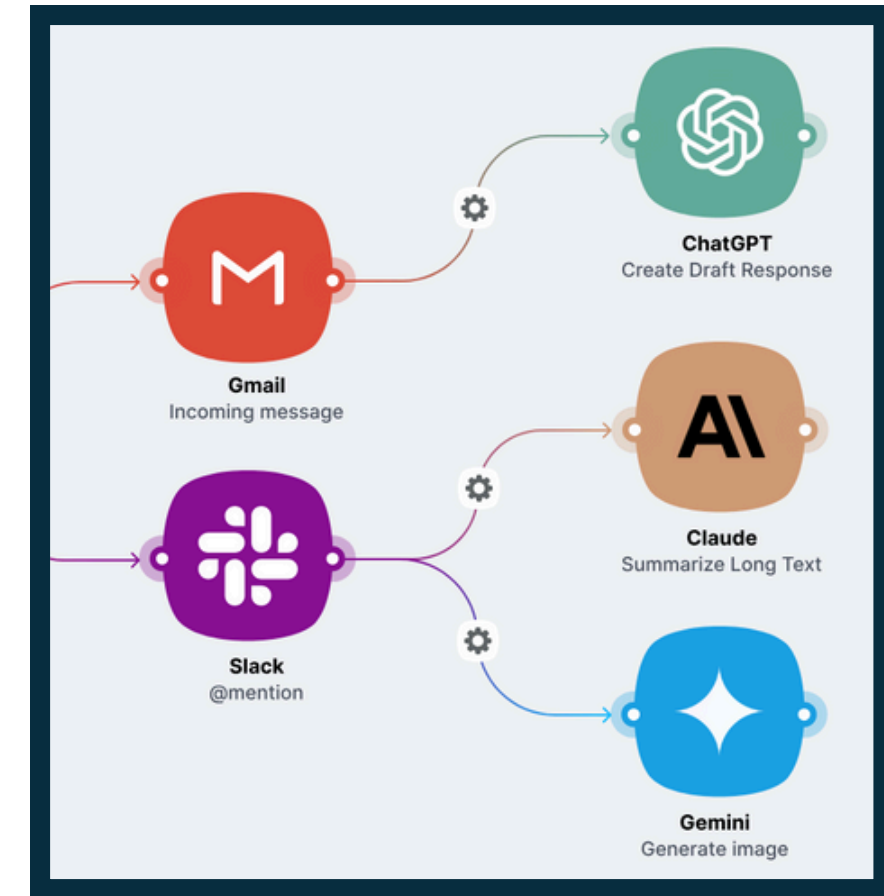 ChatGPT
Create Draft Response
Gmail
Incoming message
Claude
Summarize Long Text
Slack
@mention
Gemini
Generate image